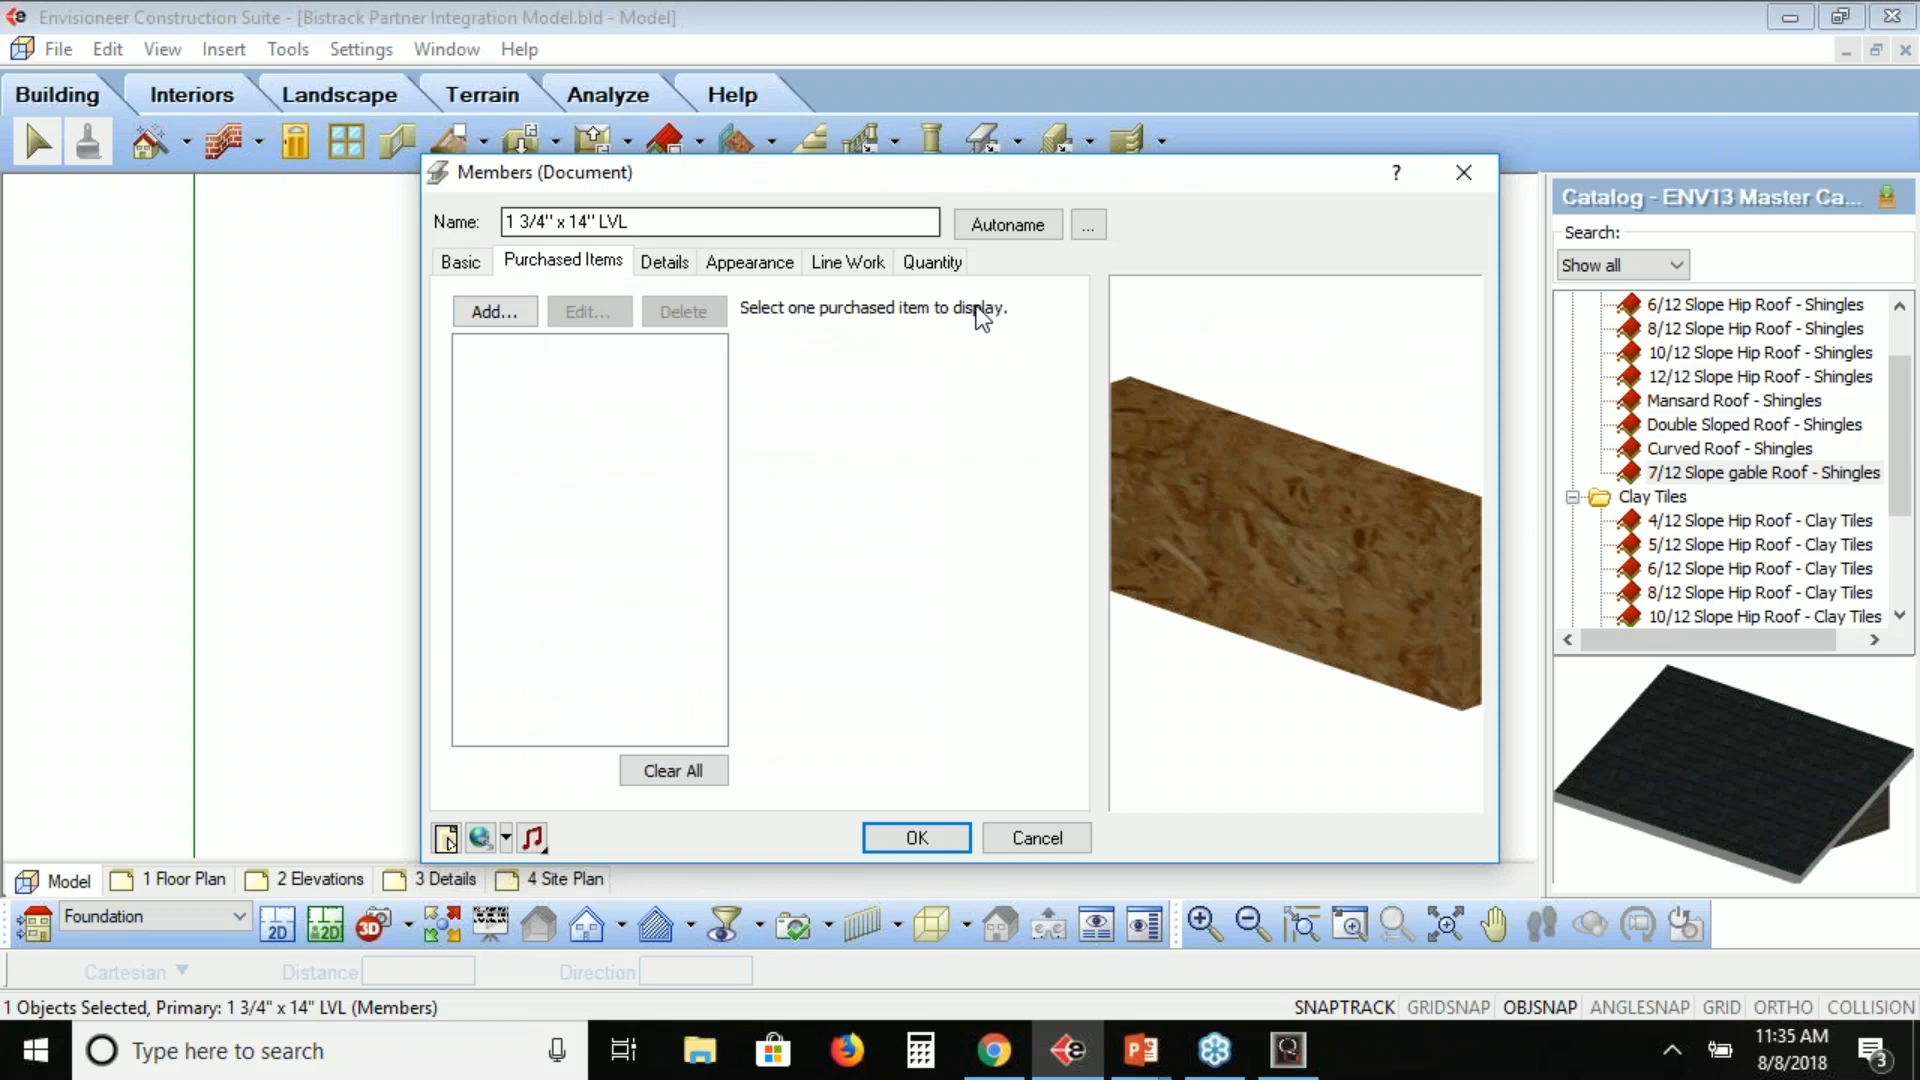 Envisioneer Construction Suite - [Bistrack Partner Integration Model.bld - Model]
File Edit View Insert Tools Settings Window Help
Building Interiors Landscape Terrain Analyze Help
Members (Document) ?
Name: 1 3/4" x 14" LVL Autoname ...
Basic Purchased Items Details Appearance Line Work Quantity
Add... Edit... Delete Select one purchased item to display.
Clear All
OK Cancel
Catalog - ENV13 Master Ca...
Search:
Show all
6/12 Slope Hip Roof - Shingles
8/12 Slope Hip Roof - Shingles
10/12 Slope Hip Roof - Shingles
12/12 Slope Hip Roof - Shingles
Mansard Roof - Shingles
Double Sloped Roof - Shingles
Curved Roof - Shingles
7/12 Slope gable Roof - Shingles
Clay Tiles
4/12 Slope Hip Roof - Clay Tiles
5/12 Slope Hip Roof - Clay Tiles
6/12 Slope Hip Roof - Clay Tiles
8/12 Slope Hip Roof - Clay Tiles
10/12 Slope Hip Roof - Clay Tiles
Model 1 Floor Plan 2 Elevations 3 Details 4 Site Plan
Foundation 2D 2D 3D
Cartesian Distance Direction
1 Objects Selected, Primary: 1 3/4" x 14" LVL (Members) SNAPTRACK GRIDSNAP OBJSNAP ANGLESNAP GRID ORTHO COLLISION
Type here to search
11:35 AM
8/8/2018
3